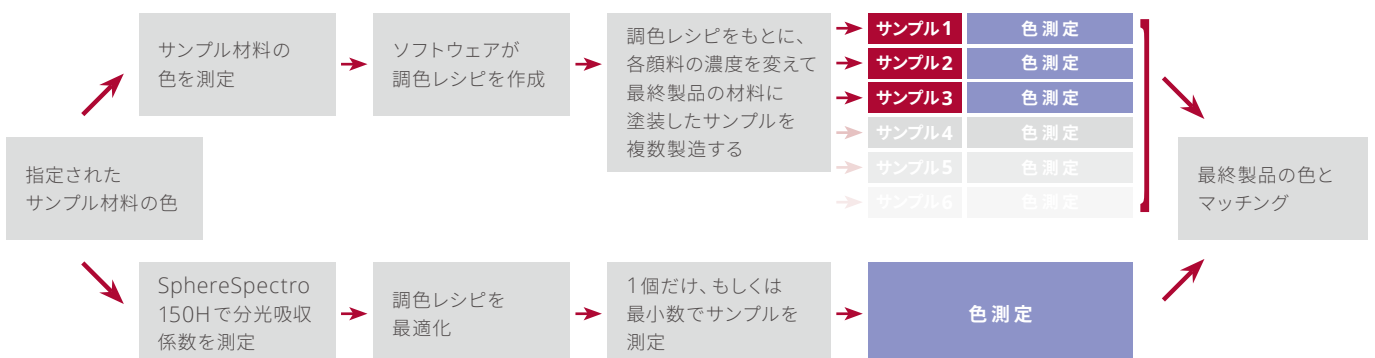 指定された
サンプル材料の色
サンプル材料の
色を測定
ソフトウェアが
調色レシピを作成
調色レシピをもとに、
各顔料の濃度を変えて
最終製品の材料に
塗装したサンプルを
複数製造する
サンプル1 色測定
サンプル2 色測定
サンプル3 色測定
サンプル4 色測定
サンプル5 色測定
サンプル6 色測定
SphereSpectro
150Hで分光吸収
係数を測定
調色レシピを
最適化
1個だけ、もしくは
最小数でサンプルを
測定
色測定
最終製品の色と
マッチング